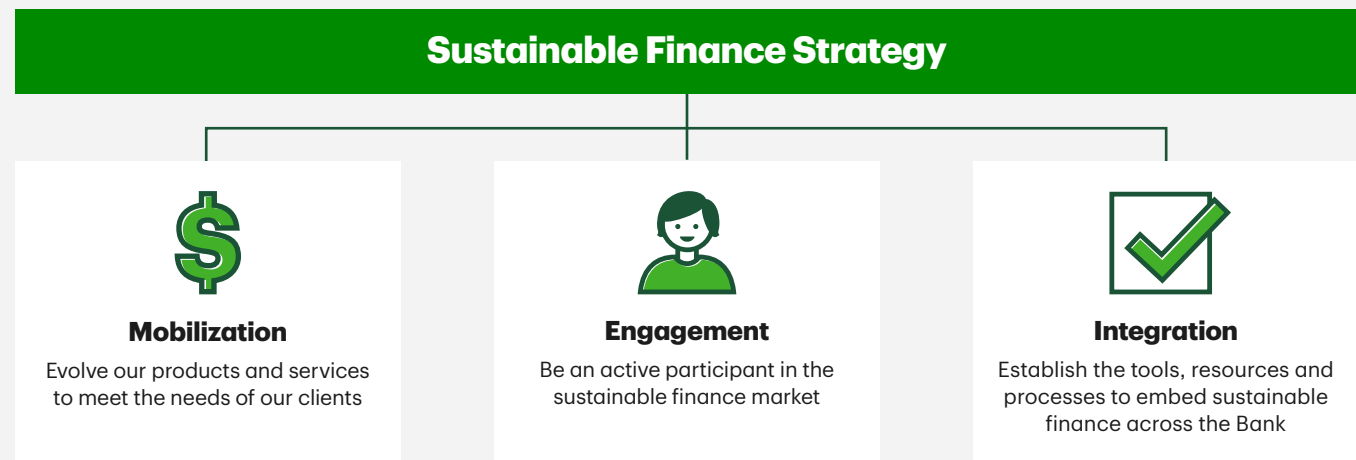 Sustainable Finance Strategy
Mobilization
Evolve our products and services
to meet the needs of our clients
Engagement
Be an active participant in the
sustainable finance market
Integration
Establish the tools, resources and
processes to embed sustainable
finance across the Bank